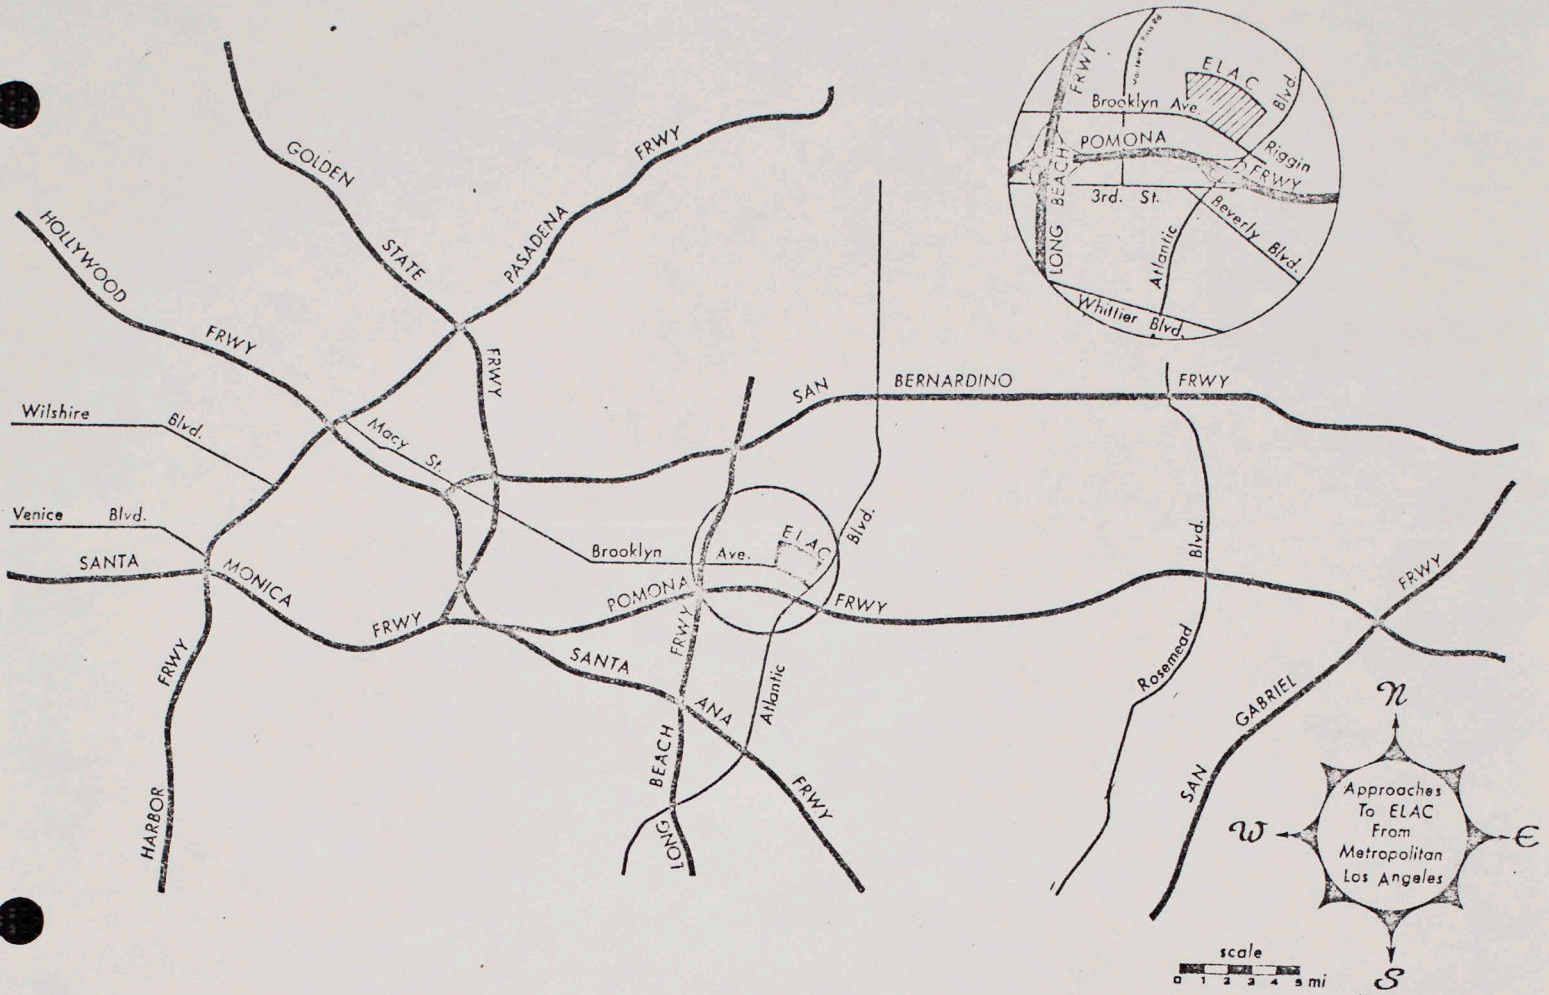 GOLDEN
STATE
FRWY
PASADENA
FRWY
HOLLYWOOD
FRWY
Wilshire Blvd.
Macy St.
Venice Blvd.
SANTA MONICA
FRWY
HARBOR
FRWY
SAN BERNARDINO FRWY
Brooklyn Ave.
ELAC
Blvd.
Atlantic
POMONA FRWY
SANTA ANA
FRWY
LONG
BEACH
FRWY
Blvd.
Rosemead
SAN
GABRIEL
FRWY
FRWY
ELAC
Blvd.
Brooklyn Ave.
POMONA
FRWY
Riggin
LONG
BEACH
3rd. St.
Beverly Blvd.
Atlantic
Whittier Blvd.
N
W
E
S
Approaches
To ELAC
From
Metropolitan
Los Angeles
scale
0 1 2 3 4 5 mi